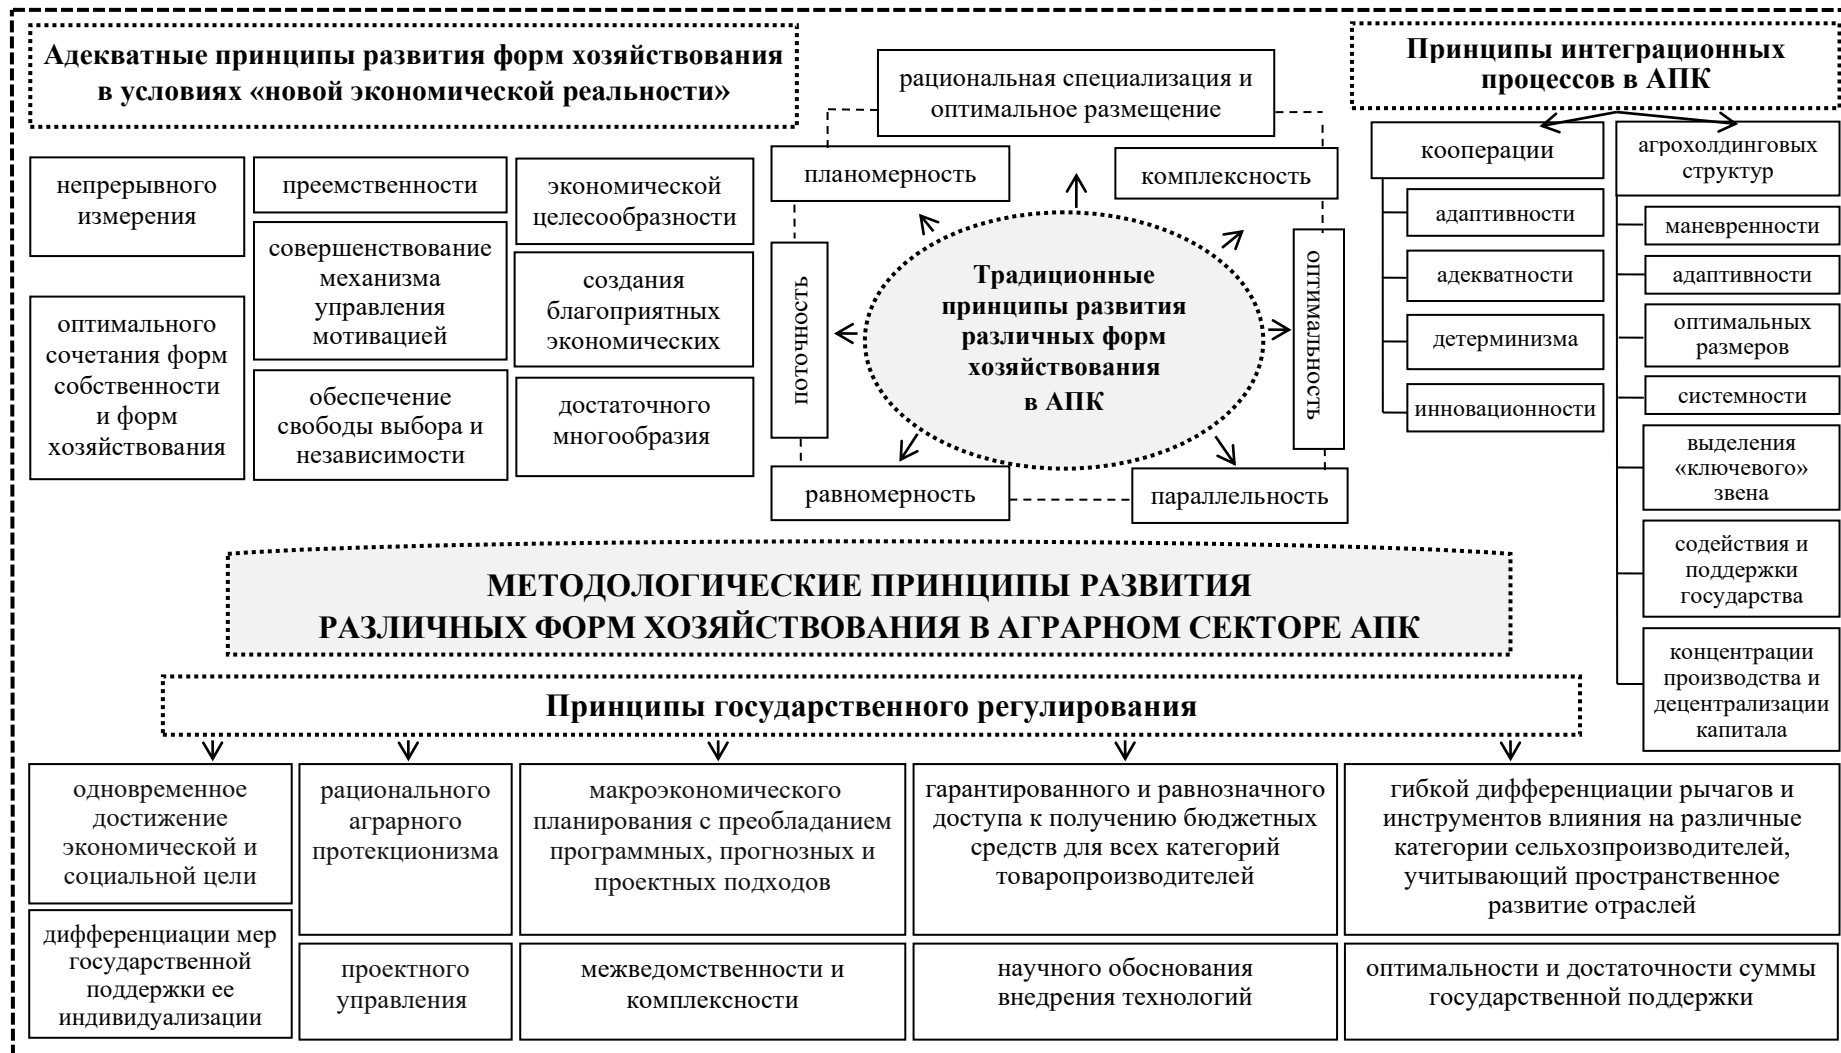 Адекватные принципы развития форм хозяйствования
в условиях «новой экономической реальности»
непрерывного
измерения
оптимального
сочетания форм
собственности
и форм
хозяйствования
преемственности
совершенствование
механизма
управления
мотивацией
обеспечение
свободы выбора и
независимости
экономической
целесообразности
создания
благоприятных
экономических
достаточного
многообразия
рациональная специализация и
оптимальное размещение
планомерность
комплексность
поточность
Традиционные
принципы развития
различных форм
хозяйствования
в АПК
оптимальность
равномерность
параллельность
Принципы интеграционных
процессов в АПК
кооперации
адаптивности
адекватности
детерминизма
инновационности
агрохолдинговых
структур
маневренности
адаптивности
оптимальных
размеров
системности
выделения
«ключевого»
звена
содействия и
поддержки
государства
концентрации
производства и
децентрализации
капитала
МЕТОДОЛОГИЧЕСКИЕ ПРИНЦИПЫ РАЗВИТИЯ
РАЗЛИЧНЫХ ФОРМ ХОЗЯЙСТВОВАНИЯ В АГРАРНОМ СЕКТОРЕ АПК
Принципы государственного регулирования
одновременное
достижение
экономической и
социальной цели
рационального
аграрного
протекционизма
макроэкономического
планирования с преобладанием
программных, прогнозных и
проектных подходов
гарантированного и равнозначного
доступа к получению бюджетных
средств для всех категорий
товаропроизводителей
гибкой дифференциации рычагов и
инструментов влияния на различные
категории сельхозпроизводителей,
учитывающий пространственное
развитие отраслей
дифференциации мер
государственной
поддержки ее
индивидуализации
проектного
управления
межведомственности и
комплексности
научного обоснования
внедрения технологий
оптимальности и достаточности суммы
государственной поддержки